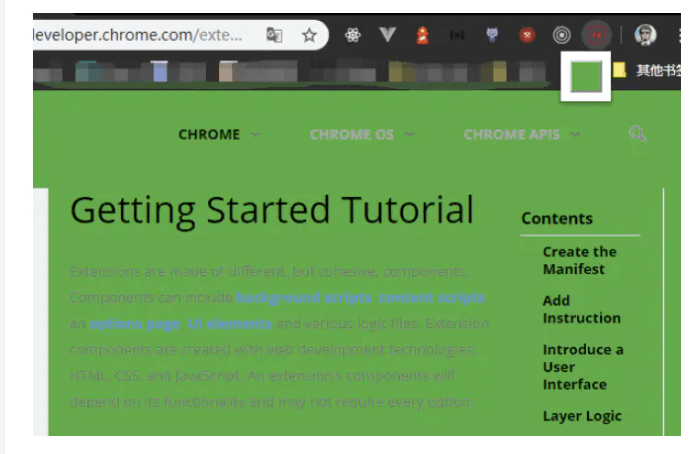 developer.chrome.com/exte...
其他书签
CHROME
CHROME OS
CHROME APIS
Getting Started Tutorial
Extensions are made of different, but cohesive, components.
Components can include background scripts, content scripts,
an options page, UI elements and various logic files. Extension
components are created with web development technologies:
HTML, CSS, and JavaScript. An extension's components will
depend on its functionality and may not require every option.
Contents
Create the
Manifest
Add
Instruction
Introduce a
User
Interface
Layer Logic